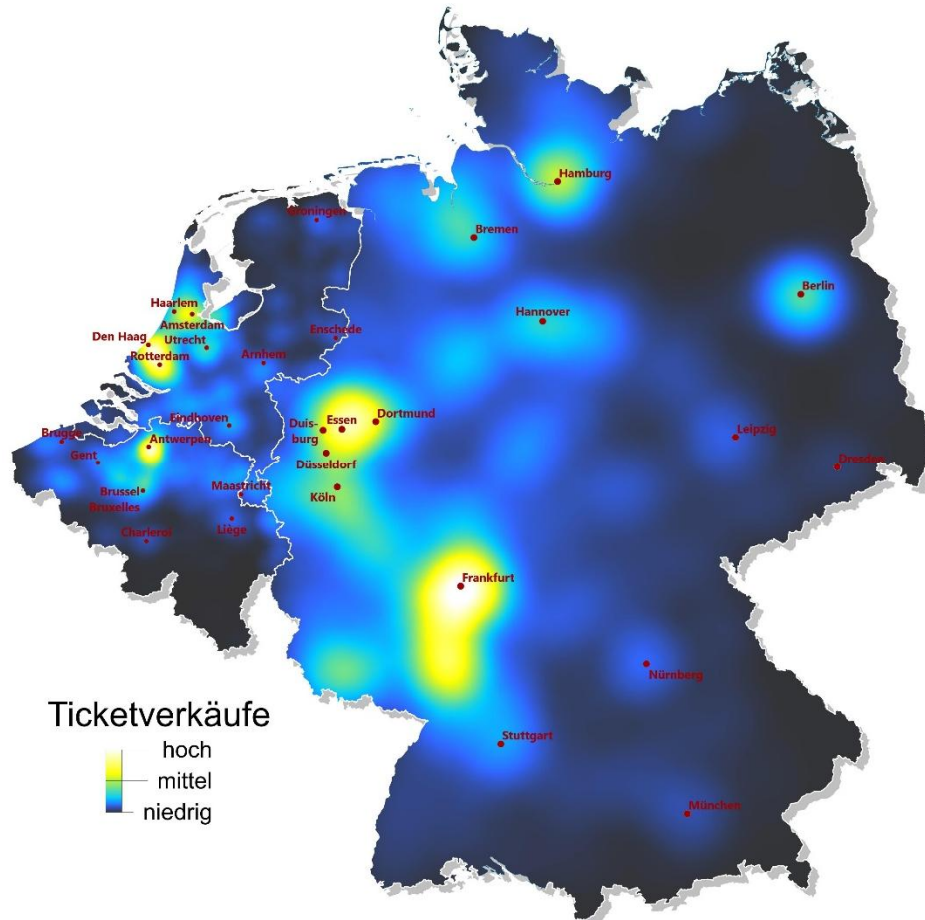 Hamburg
Groningen
Bremen
Berlin
Haarlem
Amsterdam
Hannover
Den Haag
Utrecht
Enschede
Rotterdam
Arnhem
Eindhoven
Duis-
burg
Essen
Dortmund
Brugge
Antwerpen
Leipzig
Gent
Düsseldorf
Dresden
Brussel
Bruxelles
Maastricht
Köln
Liège
Charleroi
Frankfurt
Nürnberg
Stuttgart
München
Ticketverkäufe
hoch
mittel
niedrig